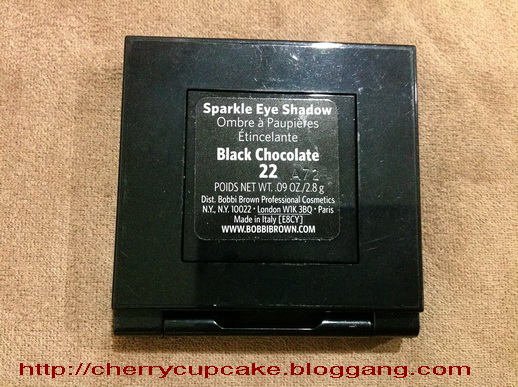 Sparkle Eye Shadow
Ombre à Paupières
Étincelante
Black Chocolate
22 A72
POIDS NET WT. .09 OZ./2.8 g
Dist. Bobbi Brown Professional Cosmetics
N.Y., N.Y. 10022 • London W1K 3BQ • Paris
Made in Italy [E8CY]
WWW.BOBBIBROWN.COM
http://cherrycupcake.bloggang.com